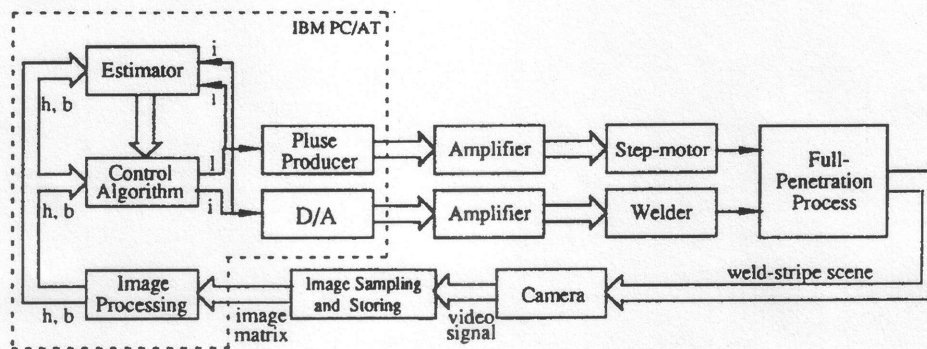 IBM PC/AT
Estimator
i
l
h, b
Control
Algorithm
l
i
h, b
Pluse
Producer
Amplifier
Step-motor
Full-
Penetration
Process
D/A
Amplifier
Welder
weld-stripe scene
Image
Processing
h, b
image
matrix
Image Sampling
and Storing
video
signal
Camera